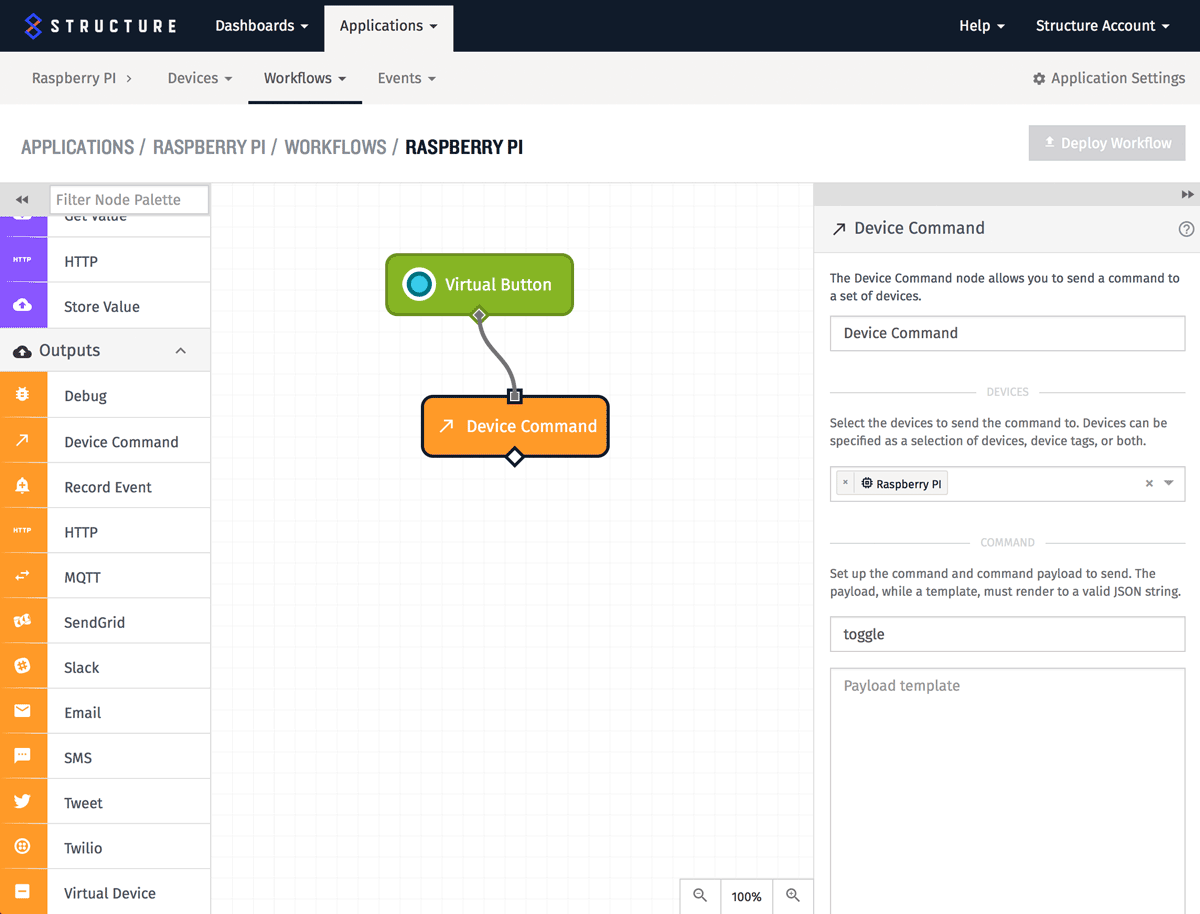 STRUCTURE
Dashboards
Applications
Help
Structure Account
Raspberry PI
Devices
Workflows
Events
Application Settings
APPLICATIONS / RASPBERRY PI / WORKFLOWS / RASPBERRY PI
Deploy Workflow
Filter Node Palette
Get Value
HTTP
HTTP
Store Value
Outputs
Debug
Device Command
Record Event
HTTP
HTTP
MQTT
SendGrid
Slack
Email
SMS
Tweet
Twilio
Virtual Device
Virtual Button
Device Command
100%
Device Command
The Device Command node allows you to send a command to
a set of devices.
Device Command
DEVICES
Select the devices to send the command to. Devices can be
specified as a selection of devices, device tags, or both.
× Raspberry PI ×
COMMAND
Set up the command and command payload to send. The
payload, while a template, must render to a valid JSON string.
toggle
Payload template